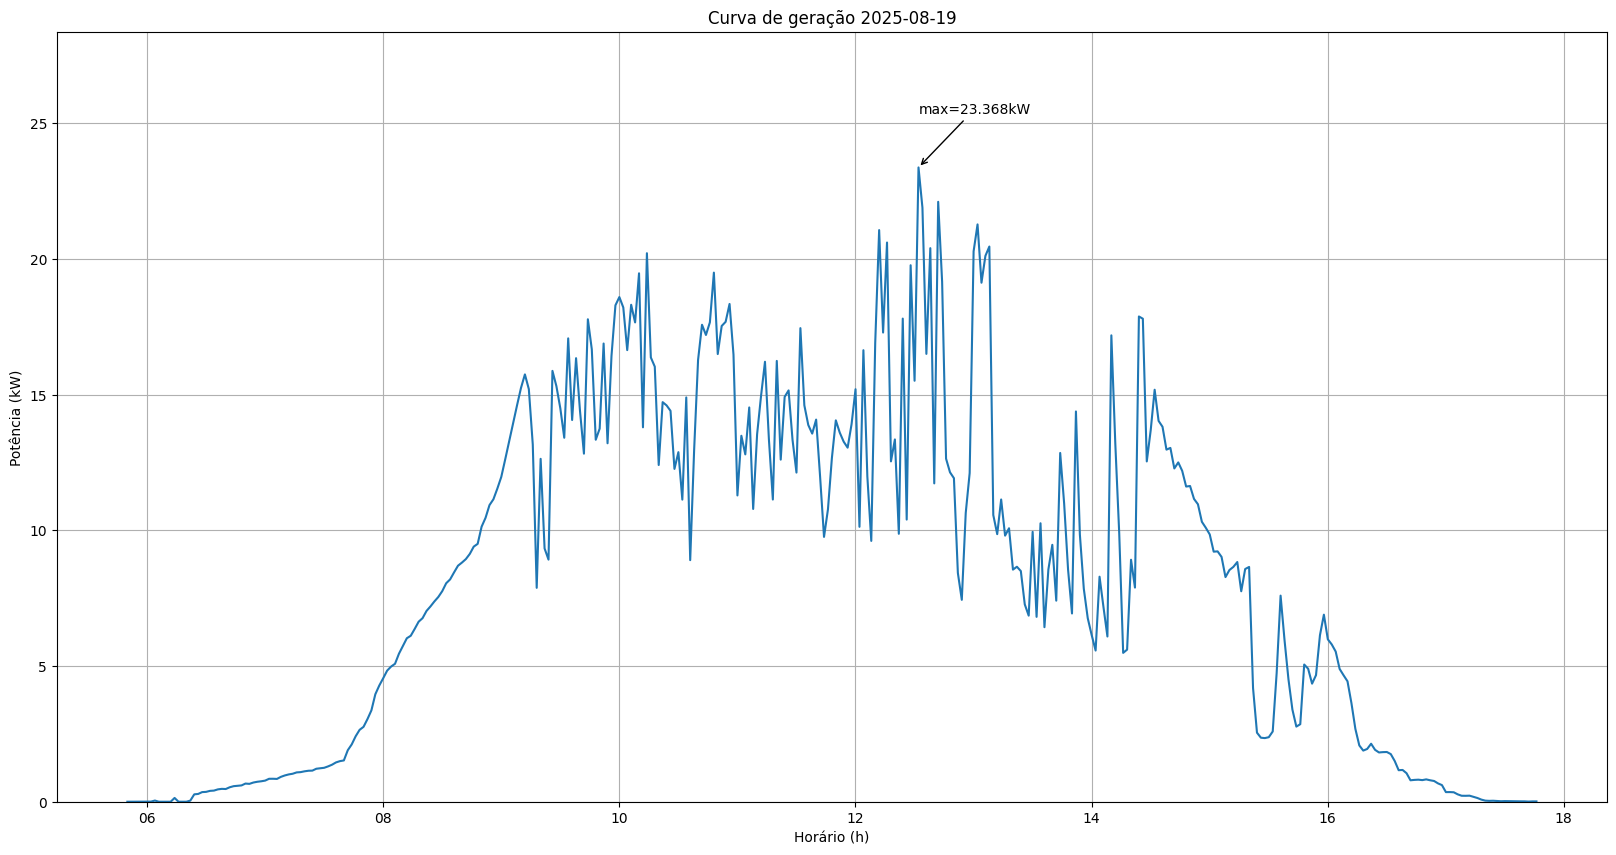 Curva de geração 2025-08-19
max=23.368kW
25
20
15
10
5
0
Potência (kW)
06 08 10 12 14 16 18
Horário (h)